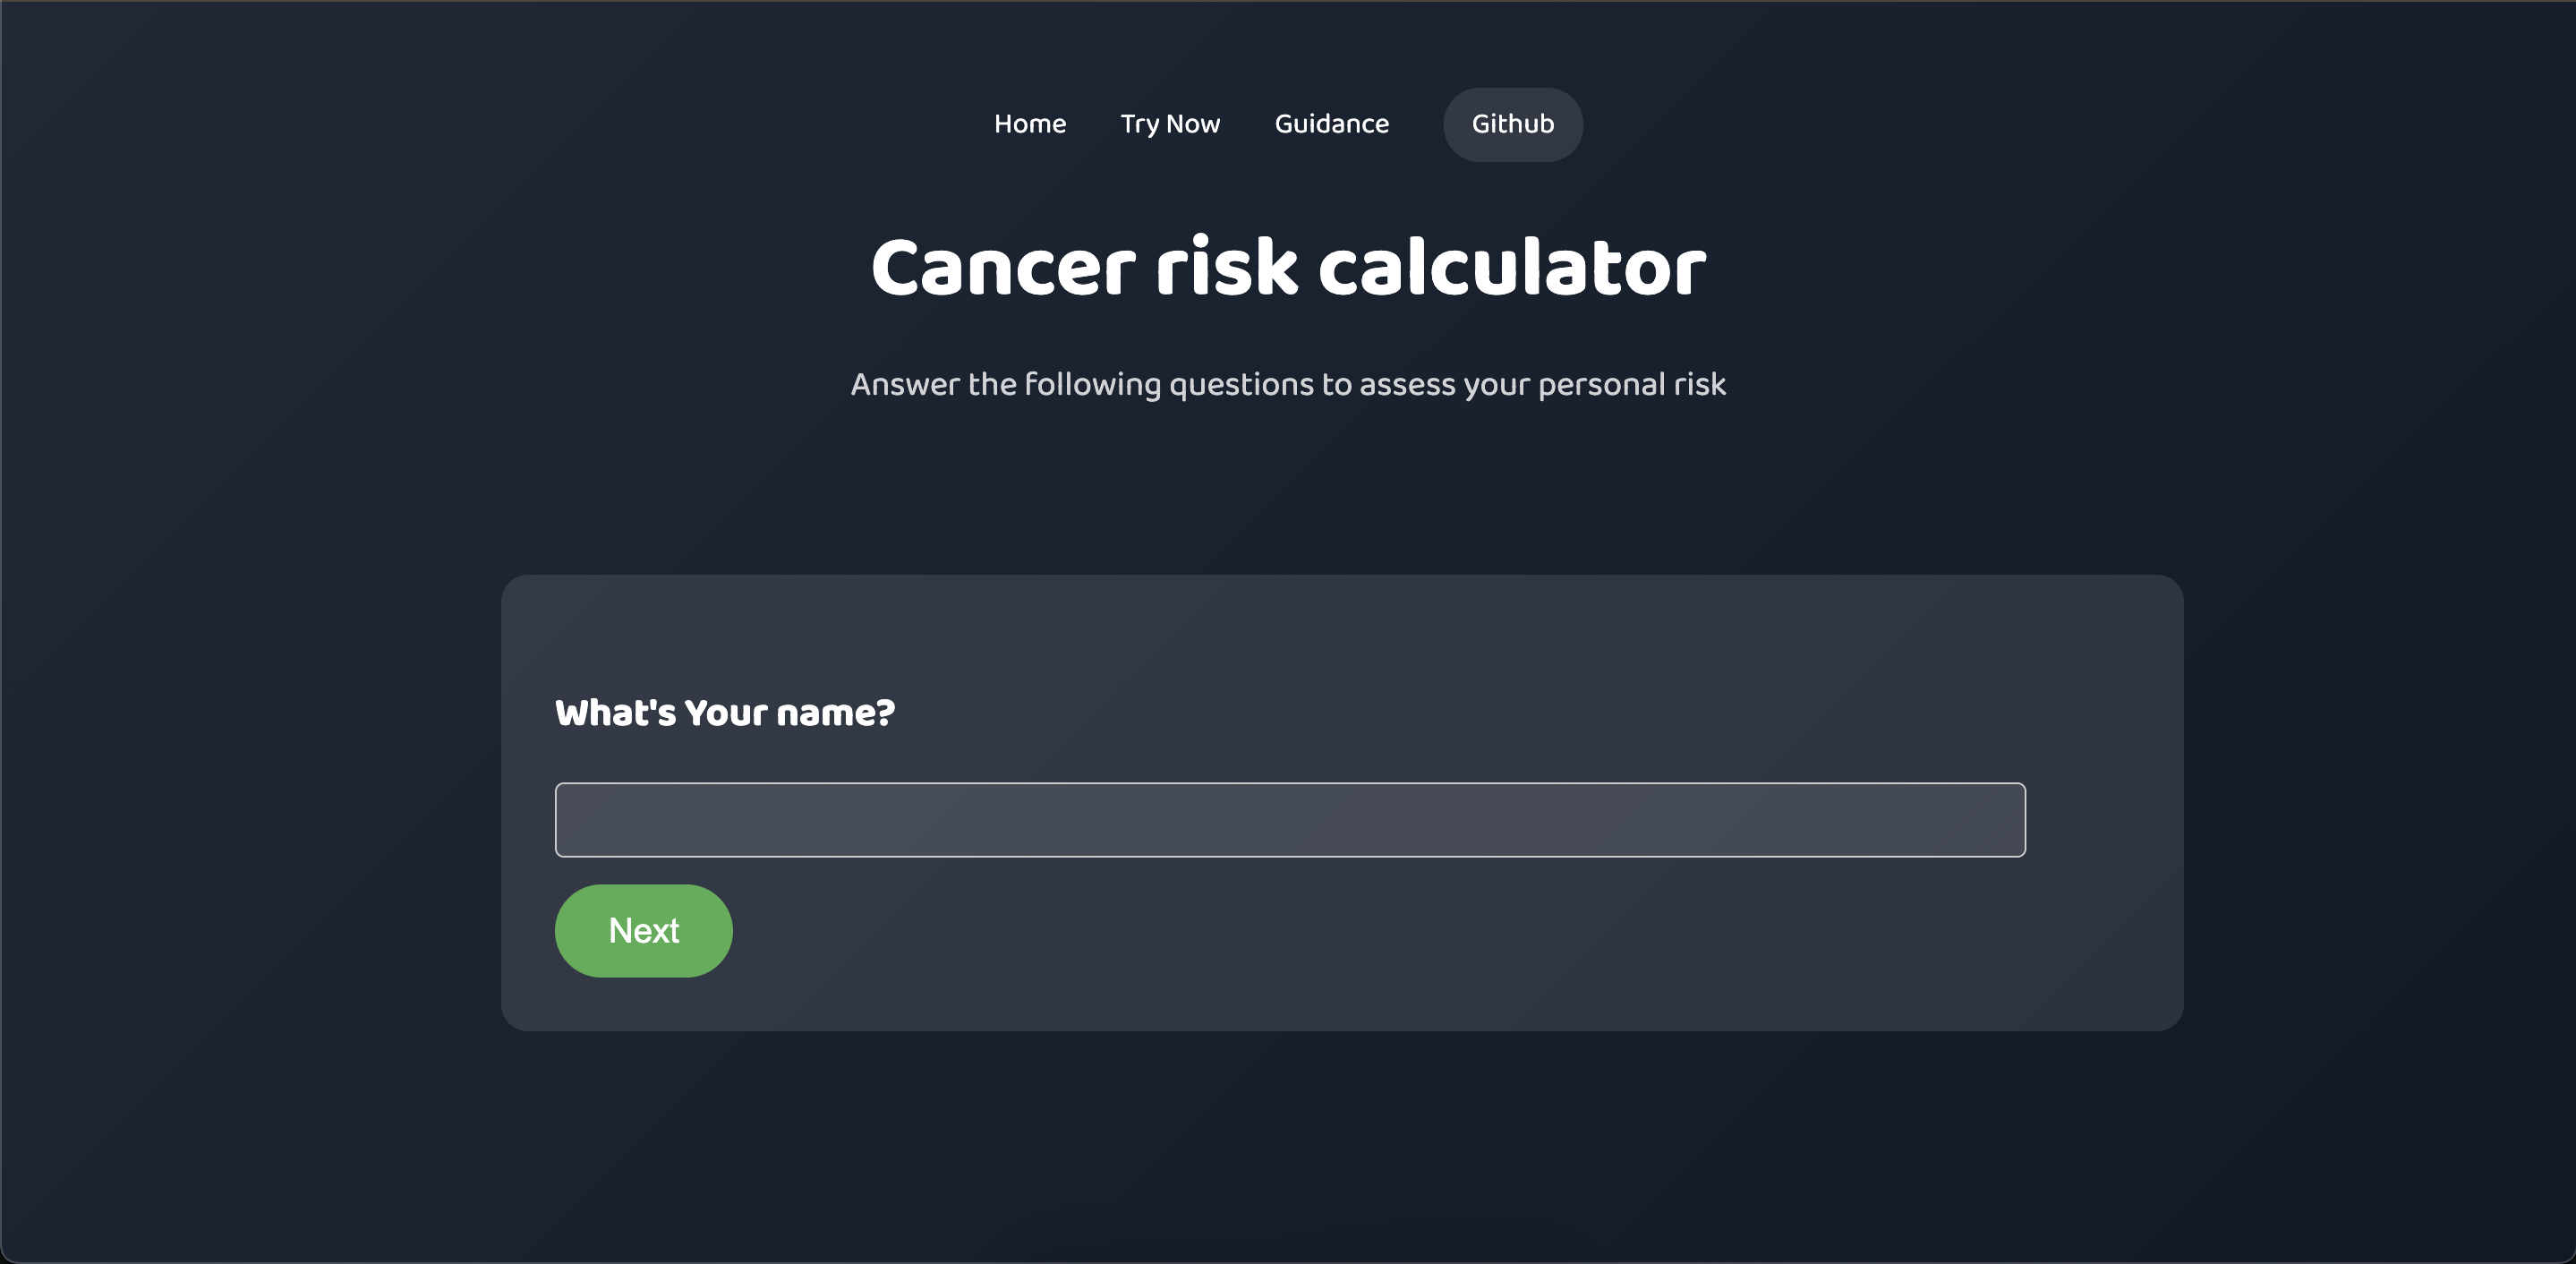 Home Try Now Guidance Github
Cancer risk calculator
Answer the following questions to assess your personal risk
What's Your name?
Next